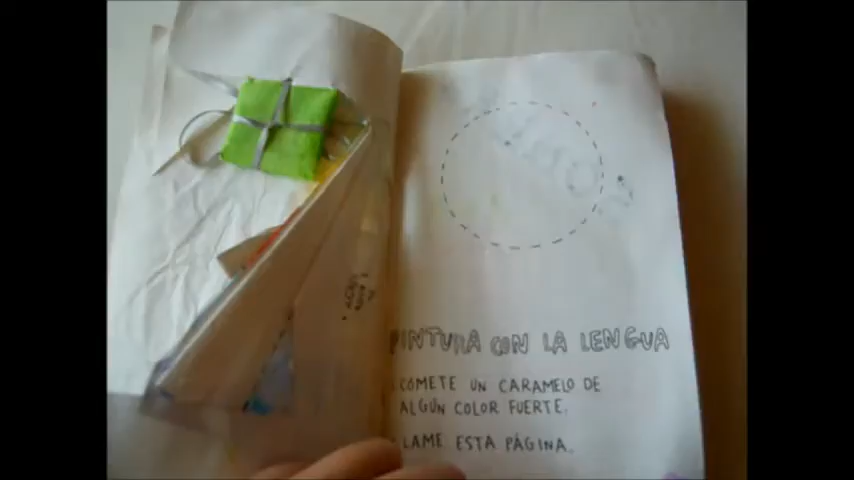 PINTURA CON LA LENGUA
COMETE UN CARAMELO DE
ALGÚN COLOR FUERTE.
LAME ESTA PÁGINA.